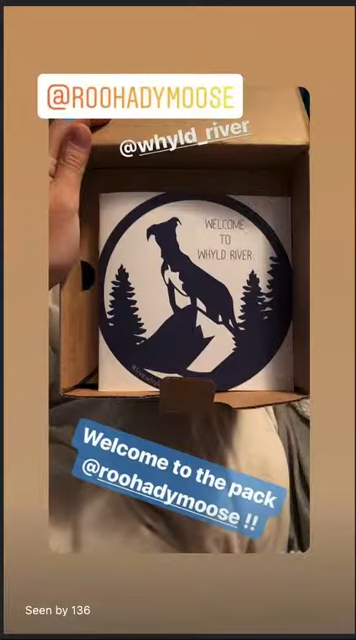 @ROOHADYMOOSE
@whyld_river
WELCOME
TO
WHYLD RIVER
Welcome to the pack
@roohadymoose !!
Seen by 136